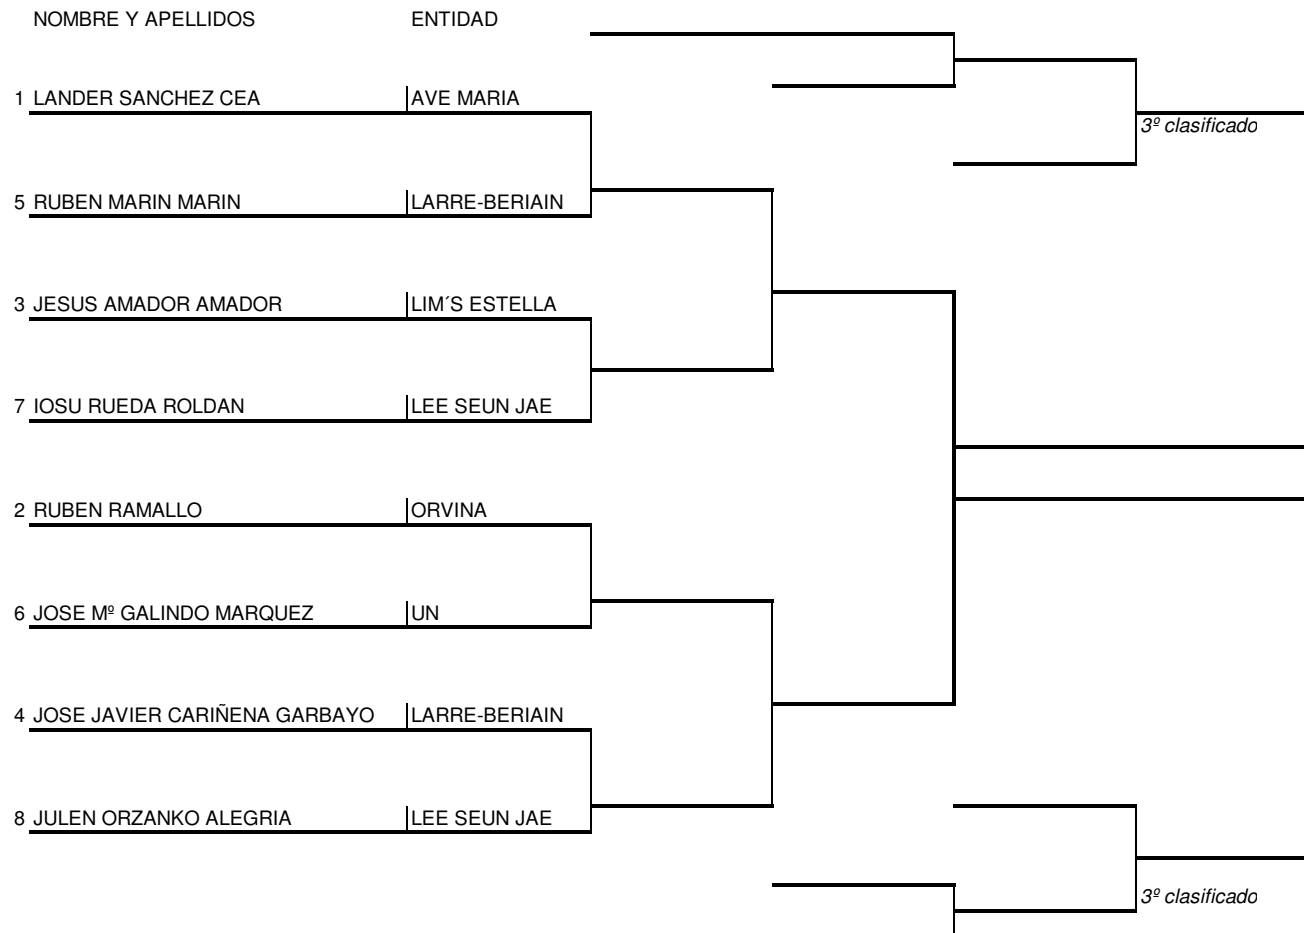 NOMBRE Y APELLIDOS ENTIDAD
1 LANDER SANCHEZ CEA AVE MARIA
3º clasificado
5 RUBEN MARIN MARIN LARRE-BERIAIN
3 JESUS AMADOR AMADOR LIM´S ESTELLA
7 IOSU RUEDA ROLDAN LEE SEUN JAE
2 RUBEN RAMALLO ORVINA
6 JOSE Mº GALINDO MARQUEZ UN
4 JOSE JAVIER CARIÑENA GARBAYO LARRE-BERIAIN
8 JULEN ORZANKO ALEGRIA LEE SEUN JAE
3º clasificado